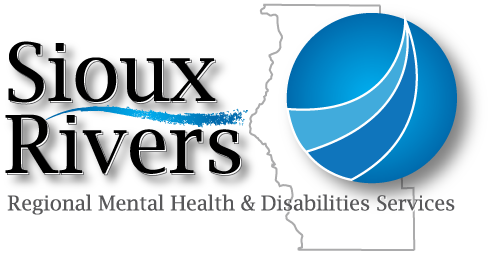 Sioux
Rivers
Regional Mental Health & Disabilities Services